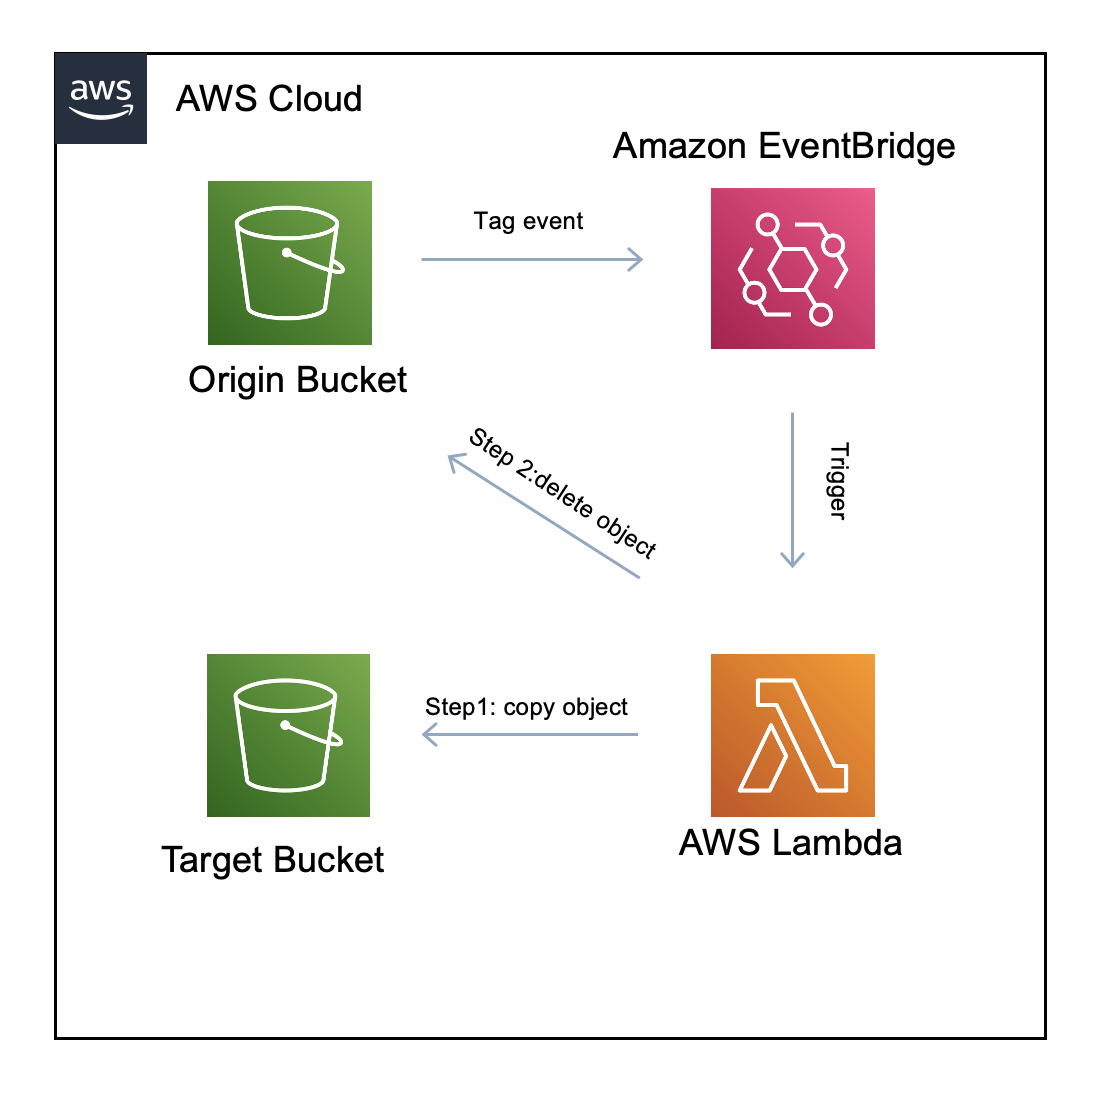 aws
AWS Cloud
Amazon EventBridge
Tag event
Origin Bucket
Step 2:delete object
Trigger
Step1: copy object
AWS Lambda
Target Bucket